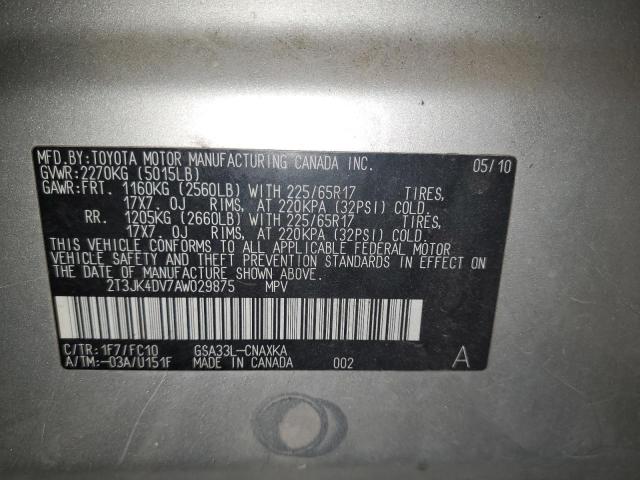 MFD. BY: TOYOTA MOTOR MANUFACTURING CANADA INC. 05/10
GVWR: 2270KG (5015LB)
GAWR: FRT. 1160KG (2560LB) WITH 225/65R17 TIRES,
17X7. OJ RIMS, AT 220KPA (32PSI) COLD
RR. 1205KG (2660LB) WITH 225/65R17 TIRES,
17X7. OJ RIMS, AT 220KPA (32PSI) COLD
THIS VEHICLE CONFORMS TO ALL APPLICABLE FEDERAL MOTOR
VEHICLE SAFETY AND THEFT PREVENTION STANDARDS IN EFFECT
ON THE DATE OF MANUFACTURE SHOWN ABOVE.
2T3JK4DV7AW029875 MPV
C/TR: 1F7/FC10 GSA33L-CNAXKA
A/TM: -03A/U151F MADE IN CANADA 002 A